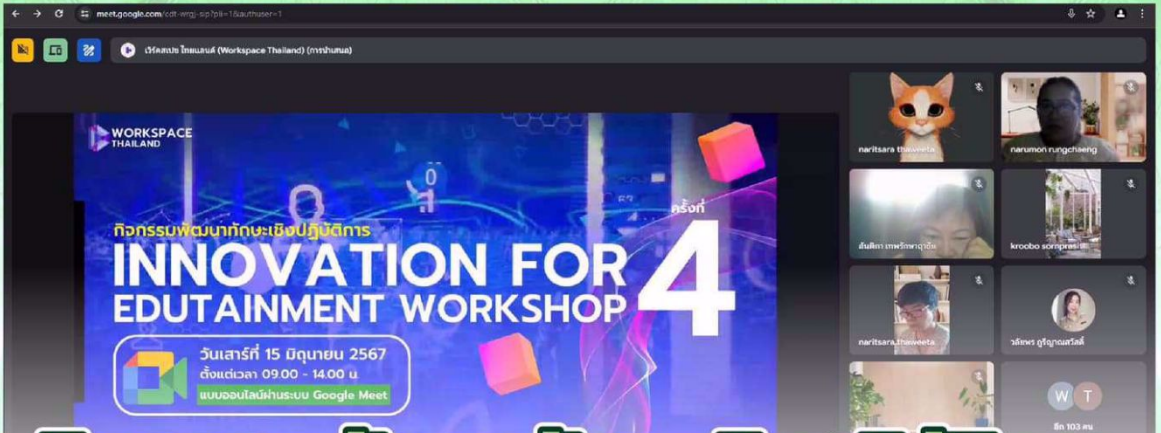 meet.google.com/cdt-wrgj-sip?pli=1&authuser=1
เวิร์คสเปซ ไทยแลนด์ (Workspace Thailand) (การนำเสนอ)
WORKSPACE
THAILAND
ครั้งที่
4
กิจกรรมพัฒนาทักษะเชิงปฏิบัติการ
INNOVATION FOR
EDUTAINMENT WORKSHOP
วันเสาร์ที่ 15 มิถุนายน 2567
ตั้งแต่เวลา 09.00 - 14.00 น.
แบบออนไลน์ผ่านระบบ Google Meet
naritsara thaweeta
narumon rungchaeng
kroobo somprasit
naritsara thaweeta
W T
อีก 103 คน